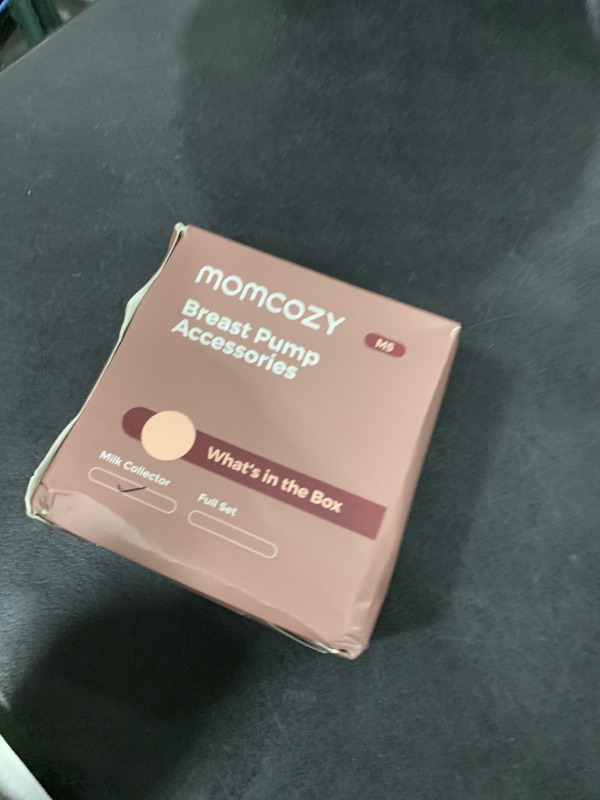 momcozy
Breast Pump
Accessories
M5
What's in the Box
Milk Collector
Full Set